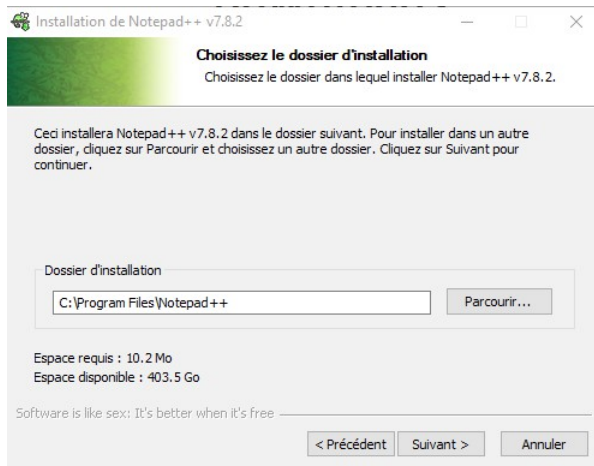 Installation de Notepad++ v7.8.2
Choisissez le dossier d'installation
Choisissez le dossier dans lequel installer Notepad++ v7.8.2.
Ceci installera Notepad++ v7.8.2 dans le dossier suivant. Pour installer dans un autre
dossier, cliquez sur Parcourir et choisissez un autre dossier. Cliquez sur Suivant pour
continuer.
Dossier d'installation
C:\Program Files\Notepad++
Parcourir...
Espace requis : 10.2 Mo
Espace disponible : 403.5 Go
Software is like sex: It's better when it's free
< Précédent Suivant > Annuler